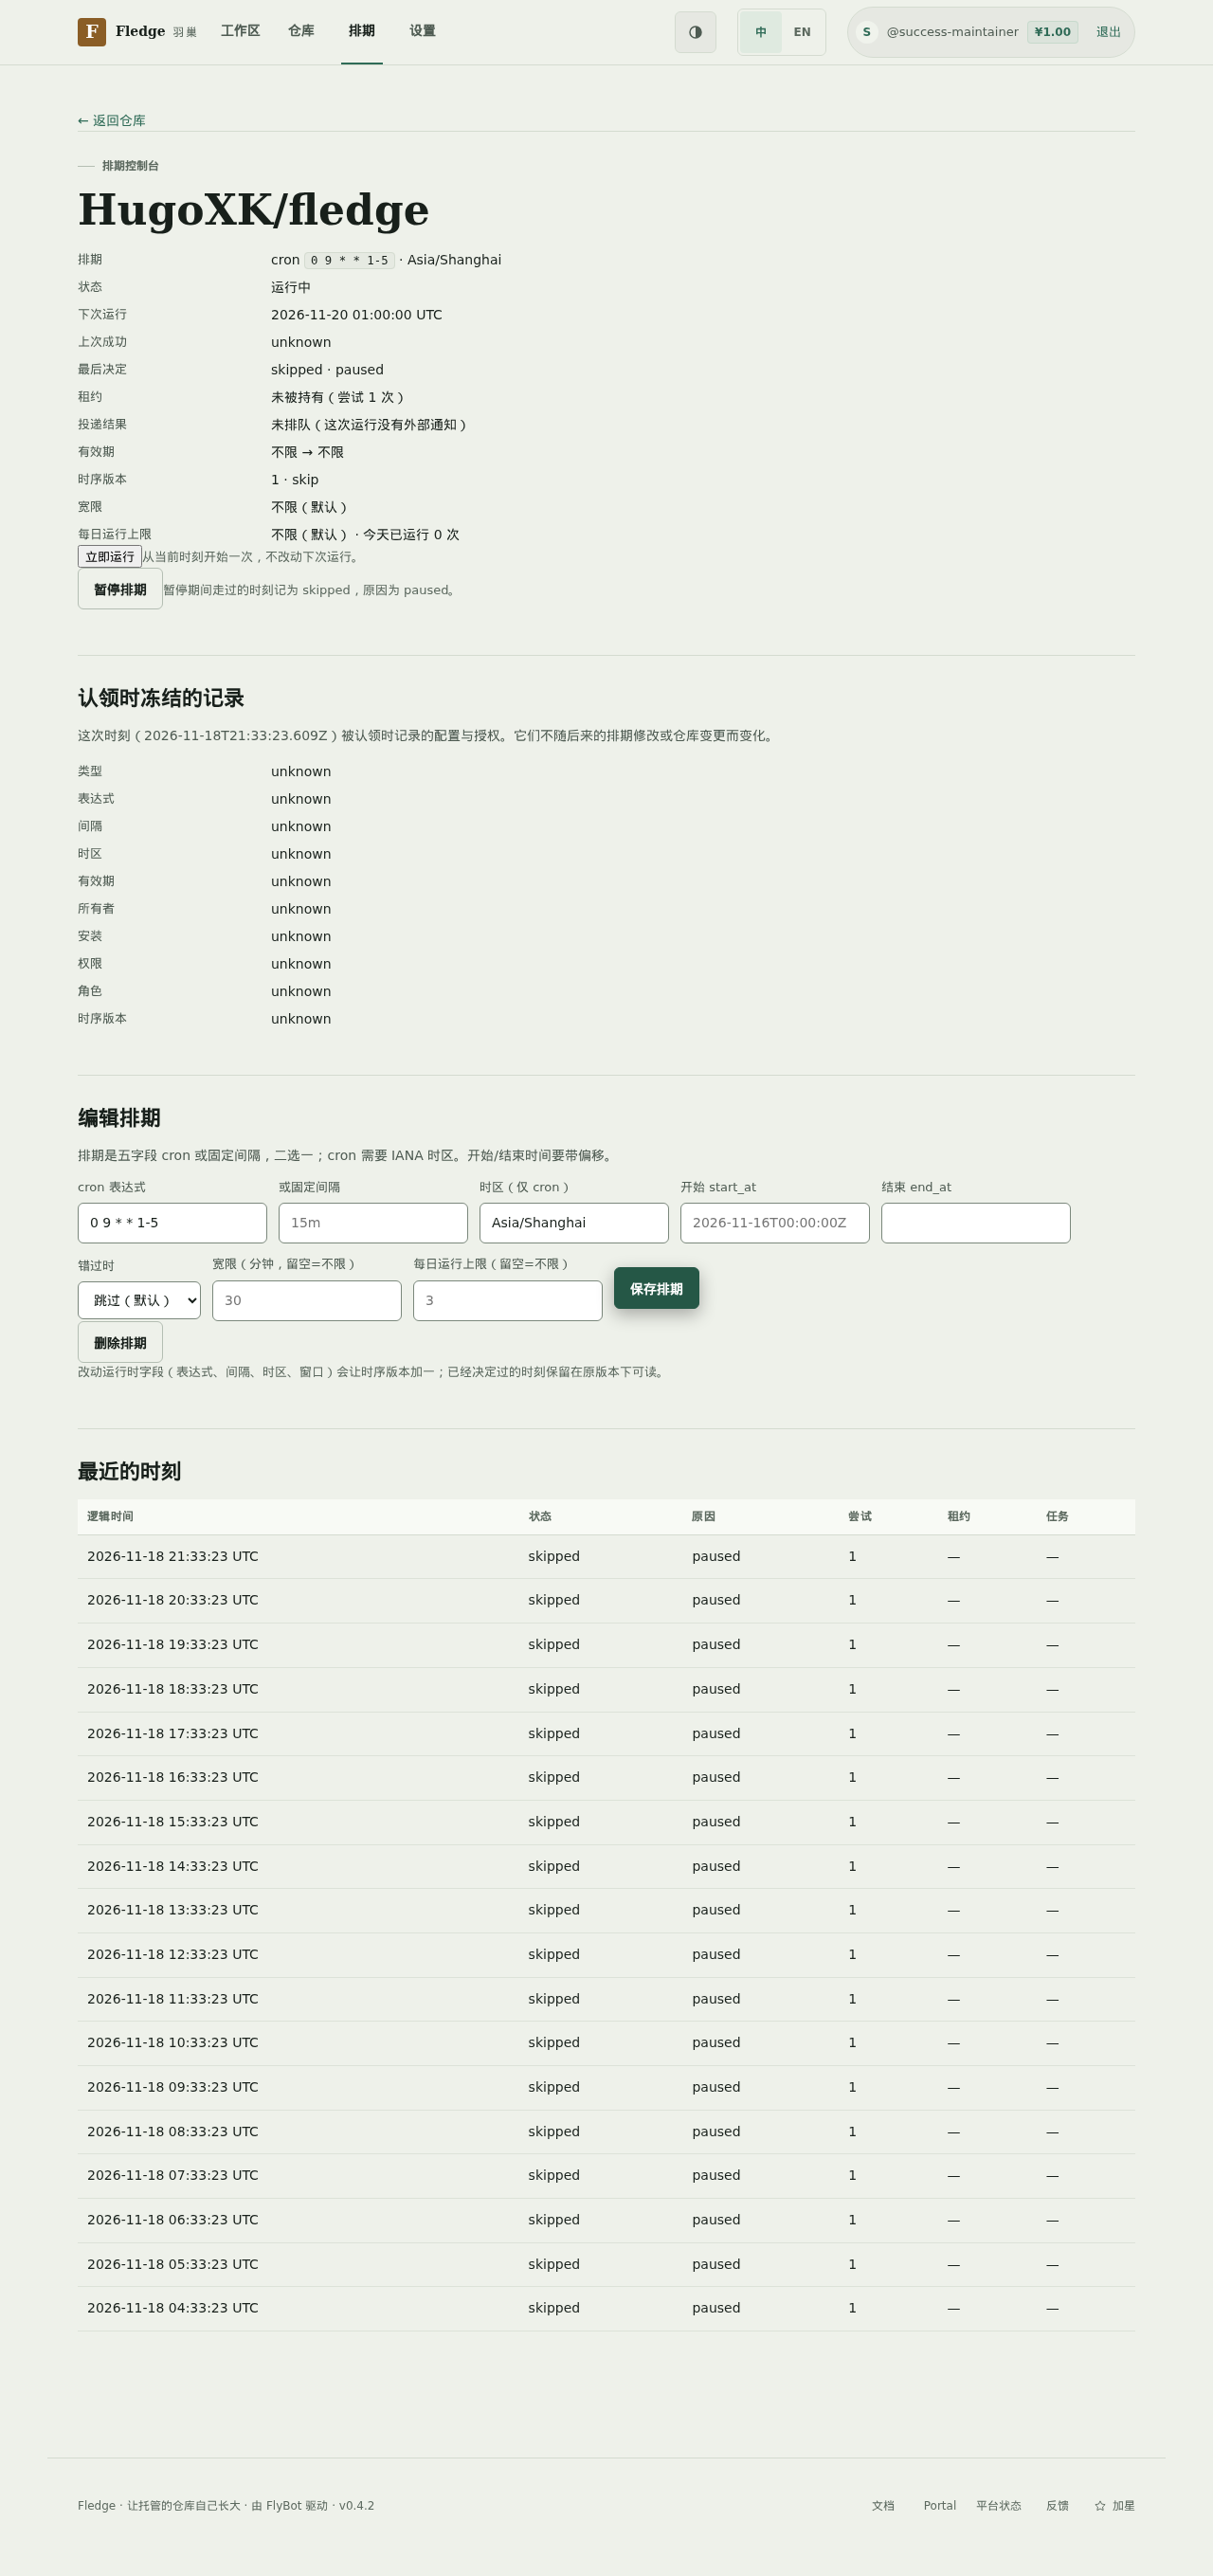 F Fledge 羽巢 工作区 仓库 排期 设置 中 EN S @success-maintainer ¥1.00 退出
← 返回仓库
排期控制台
HugoXK/fledge
排期 cron 0 9 * * 1-5 · Asia/Shanghai
状态 运行中
下次运行 2026-11-20 01:00:00 UTC
上次成功 unknown
最后决定 skipped · paused
租约 未被持有（尝试 1 次）
投递结果 未排队（这次运行没有外部通知）
有效期 不限 → 不限
时序版本 1 · skip
宽限 不限（默认）
每日运行上限 不限（默认） · 今天已运行 0 次
立即运行 从当前时刻开始一次，不改动下次运行。
暂停排期 暂停期间走过的时刻记为 skipped，原因为 paused。
认领时冻结的记录
这次时刻（2026-11-18T21:33:23.609Z）被认领时记录的配置与授权。它们不随后来的排期修改或仓库变更而变化。
类型 unknown
表达式 unknown
间隔 unknown
时区 unknown
有效期 unknown
所有者 unknown
安装 unknown
权限 unknown
角色 unknown
时序版本 unknown
编辑排期
排期是五字段 cron 或固定间隔，二选一；cron 需要 IANA 时区。开始/结束时间要带偏移。
cron 表达式 或固定间隔 时区（仅 cron） 开始 start_at 结束 end_at
0 9 * * 1-5 15m Asia/Shanghai 2026-11-16T00:00:00Z
错过时 宽限（分钟，留空=不限） 每日运行上限（留空=不限）
跳过（默认） 30 3 保存排期
删除排期
改动运行时字段（表达式、间隔、时区、窗口）会让时序版本加一；已经决定过的时刻保留在原版本下可读。
最近的时刻
逻辑时间 状态 原因 尝试 租约 任务
2026-11-18 21:33:23 UTC skipped paused 1 — —
2026-11-18 20:33:23 UTC skipped paused 1 — —
2026-11-18 19:33:23 UTC skipped paused 1 — —
2026-11-18 18:33:23 UTC skipped paused 1 — —
2026-11-18 17:33:23 UTC skipped paused 1 — —
2026-11-18 16:33:23 UTC skipped paused 1 — —
2026-11-18 15:33:23 UTC skipped paused 1 — —
2026-11-18 14:33:23 UTC skipped paused 1 — —
2026-11-18 13:33:23 UTC skipped paused 1 — —
2026-11-18 12:33:23 UTC skipped paused 1 — —
2026-11-18 11:33:23 UTC skipped paused 1 — —
2026-11-18 10:33:23 UTC skipped paused 1 — —
2026-11-18 09:33:23 UTC skipped paused 1 — —
2026-11-18 08:33:23 UTC skipped paused 1 — —
2026-11-18 07:33:23 UTC skipped paused 1 — —
2026-11-18 06:33:23 UTC skipped paused 1 — —
2026-11-18 05:33:23 UTC skipped paused 1 — —
2026-11-18 04:33:23 UTC skipped paused 1 — —
Fledge · 让托管的仓库自己长大 · 由 FlyBot 驱动 · v0.4.2 文档 Portal 平台状态 反馈 ☆ 加星